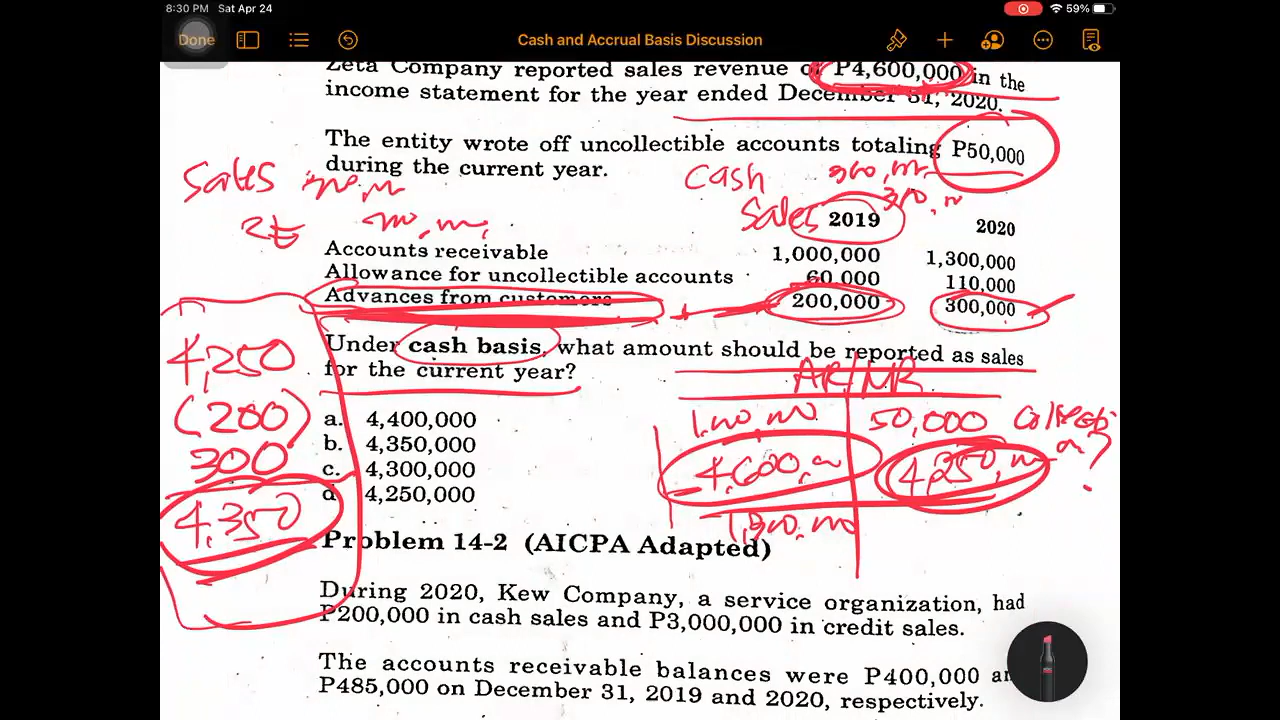 8:30 PM Sat Apr 24
59%
Done
Cash and Accrual Basis Discussion
Zeta Company reported sales revenue of P4,600,000 in the
income statement for the year ended December 31, 2020.
The entity wrote off uncollectible accounts totaling P50,000
during the current year.
Sales
Cash
Sales
2019 2020
Accounts receivable 1,000,000 1,300,000
Allowance for uncollectible accounts 60,000 110,000
Advances from customers 200,000 300,000
Under cash basis, what amount should be reported as sales
for the current year?
AR/NR
50,000
4,250
(200)
300
4,350
a. 4,400,000
b. 4,350,000
c. 4,300,000
d. 4,250,000
Problem 14-2 (AICPA Adapted)
During 2020, Kew Company, a service organization, had
P200,000 in cash sales and P3,000,000 in credit sales.
The accounts receivable balances were P400,000
P485,000 on December 31, 2019 and 2020, respectively.